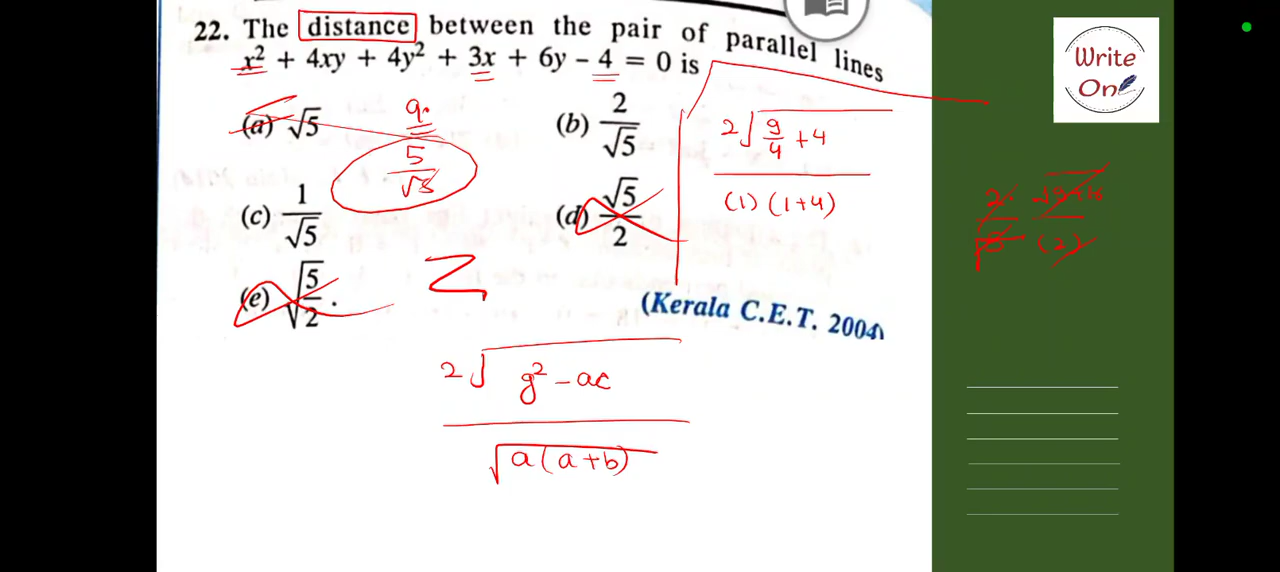 22. The distance between the pair of parallel lines
x² + 4xy + 4y² + 3x + 6y − 4 = 0 is
(a) √5
(b) 2/√5
(c) 1/√5
(d) √5/2
(e) √(5/2).
(Kerala C.E.T. 2004)
5/√5
2√(9/4 + 4)
(1) (1+4)
2√(g² − ac)
√(a(a+b))
Write
On